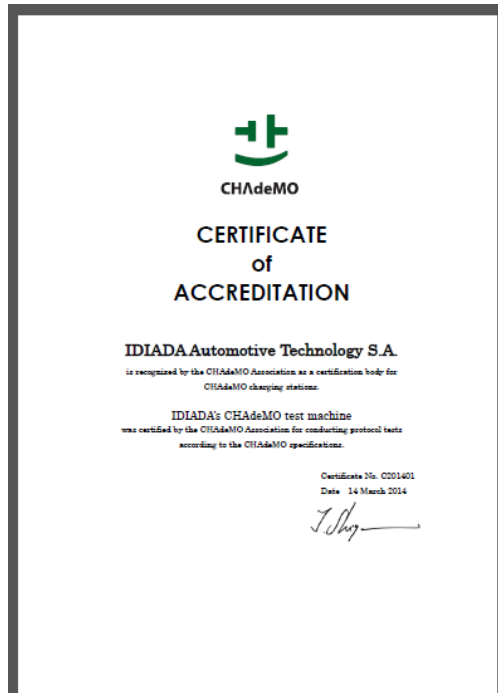 CHΛdeMO
CERTIFICATE
of
ACCREDITATION
IDIADA Automotive Technology S.A.
is recognized by the CHAdeMO Association as a certification body for
CHAdeMO charging stations.
IDIADA's CHAdeMO test machine
was certified by the CHAdeMO Association for conducting protocol tests
according to the CHAdeMO specifications.
Certificate No. C201401
Date 14 March 2014